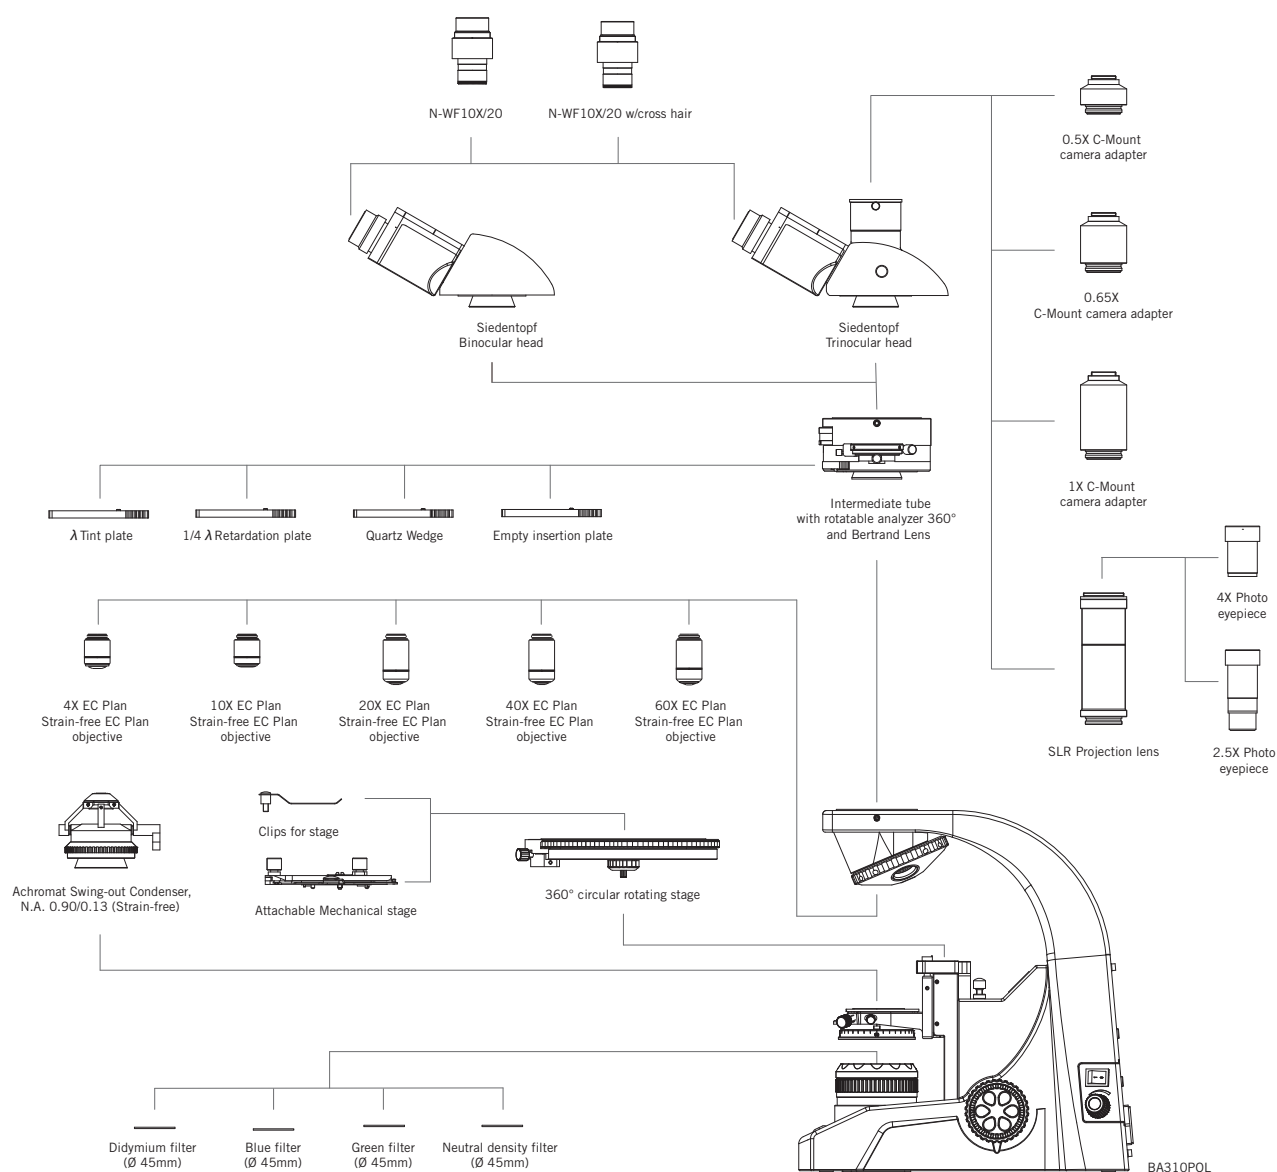 N-WF10X/20
N-WF10X/20 w/cross hair
0.5X C-Mount
camera adapter
0.65X
C-Mount camera adapter
Siedentopf
Binocular head
Siedentopf
Trinocular head
1X C-Mount
camera adapter
Intermediate tube
with rotatable analyzer 360°
and Bertrand Lens
λ Tint plate
1/4 λ Retardation plate
Quartz Wedge
Empty insertion plate
4X Photo
eyepiece
4X EC Plan
Strain-free EC Plan
objective
10X EC Plan
Strain-free EC Plan
objective
20X EC Plan
Strain-free EC Plan
objective
40X EC Plan
Strain-free EC Plan
objective
60X EC Plan
Strain-free EC Plan
objective
SLR Projection lens
2.5X Photo
eyepiece
Clips for stage
Achromat Swing-out Condenser,
N.A. 0.90/0.13 (Strain-free)
Attachable Mechanical stage
360° circular rotating stage
Didymium filter
(Ø 45mm)
Blue filter
(Ø 45mm)
Green filter
(Ø 45mm)
Neutral density filter
(Ø 45mm)
BA310POL